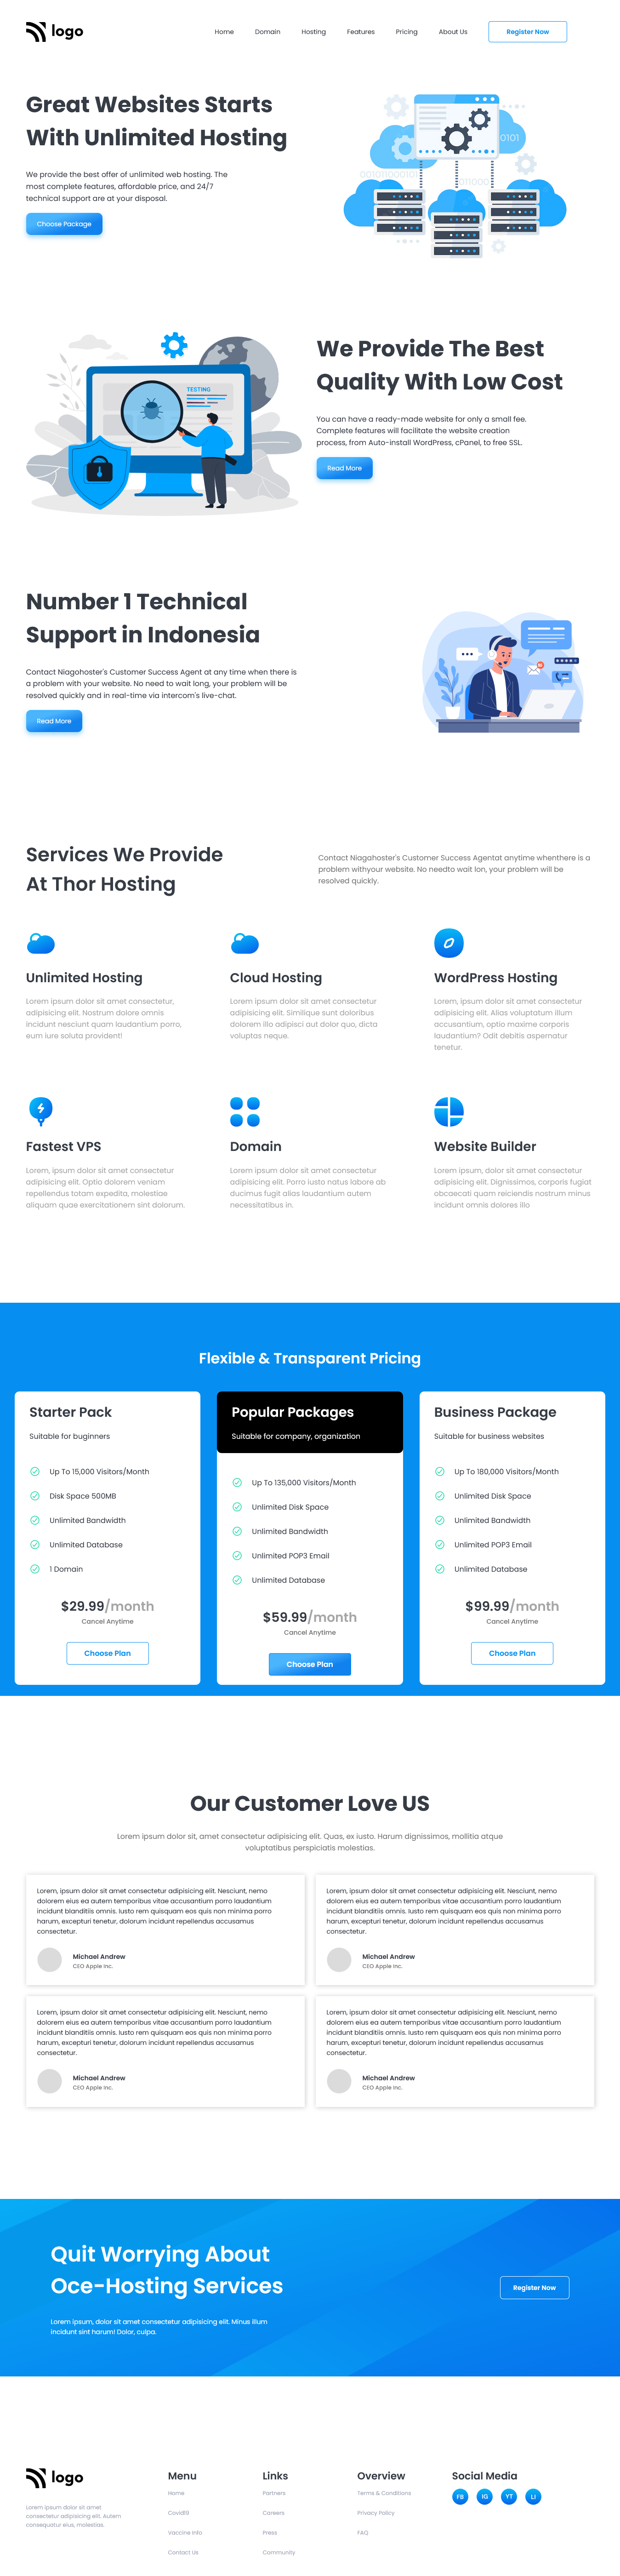 logo
Home Domain Hosting Features Pricing About Us Register Now
Great Websites Starts
With Unlimited Hosting
We provide the best offer of unlimited web hosting. The
most complete features, affordable price, and 24/7
technical support are at your disposal.
Choose Package
TESTING
We Provide The Best
Quality With Low Cost
You can have a ready-made website for only a small fee.
Complete features will facilitate the website creation
process, from Auto-install WordPress, cPanel, to free SSL.
Read More
Number 1 Technical
Support in Indonesia
Contact Niagohoster's Customer Success Agent at any time when there is
a problem with your website. No need to wait long, your problem will be
resolved quickly and in real-time via intercom's live-chat.
Read More
Services We Provide
At Thor Hosting
Contact Niagahoster's Customer Success Agentat anytime whenthere is a
problem withyour website. No needto wait lon, your problem will be
resolved quickly.
Unlimited Hosting
Lorem ipsum dolor sit amet consectetur,
adipisicing elit. Nostrum dolore omnis
incidunt nesciunt quam laudantium porro,
eum iure soluta provident!
Cloud Hosting
Lorem ipsum dolor sit amet consectetur
adipisicing elit. Similique sunt doloribus
dolorem illo adipisci aut dolor quo, dicta
voluptas neque.
WordPress Hosting
Lorem, ipsum dolor sit amet consectetur
adipisicing elit. Alias voluptatum illum
accusantium, optio maxime corporis
laudantium? Odit debitis aspernatur
tenetur.
Fastest VPS
Lorem, ipsum dolor sit amet consectetur
adipisicing elit. Optio dolorem veniam
repellendus totam expedita, molestiae
aliquam quae exercitationem sint dolorum.
Domain
Lorem ipsum dolor sit amet consectetur
adipisicing elit. Porro iusto natus labore ab
ducimus fugit alias laudantium autem
necessitatibus in.
Website Builder
Lorem ipsum, dolor sit amet consectetur
adipisicing elit. Dignissimos, corporis fugiat
obcaecati quam reiciendis nostrum minus
incidunt omnis dolores illo
Flexible & Transparent Pricing
Starter Pack
Suitable for buginners
Up To 15,000 Visitors/Month
Disk Space 500MB
Unlimited Bandwidth
Unlimited Database
1 Domain
$29.99/month
Cancel Anytime
Choose Plan
Popular Packages
Suitable for company, organization
Up To 135,000 Visitors/Month
Unlimited Disk Space
Unlimited Bandwidth
Unlimited POP3 Email
Unlimited Database
$59.99/month
Cancel Anytime
Choose Plan
Business Package
Suitable for business websites
Up To 180,000 Visitors/Month
Unlimited Disk Space
Unlimited Bandwidth
Unlimited POP3 Email
Unlimited Database
$99.99/month
Cancel Anytime
Choose Plan
Our Customer Love US
Lorem ipsum dolor sit, amet consectetur adipisicing elit. Quas, ex iusto. Harum dignissimos, mollitia atque
voluptatibus perspiciatis molestias.
Lorem, ipsum dolor sit amet consectetur adipisicing elit. Nesciunt, nemo
dolorem eius ea autem temporibus vitae accusantium porro laudantium
incidunt blanditiis omnis. Iusto rem quisquam eos quis non minima porro
harum, excepturi tenetur, dolorum incidunt repellendus accusamus
consectetur.
Michael Andrew
CEO Apple Inc.
Lorem, ipsum dolor sit amet consectetur adipisicing elit. Nesciunt, nemo
dolorem eius ea autem temporibus vitae accusantium porro laudantium
incidunt blanditiis omnis. Iusto rem quisquam eos quis non minima porro
harum, excepturi tenetur, dolorum incidunt repellendus accusamus
consectetur.
Michael Andrew
CEO Apple Inc.
Lorem, ipsum dolor sit amet consectetur adipisicing elit. Nesciunt, nemo
dolorem eius ea autem temporibus vitae accusantium porro laudantium
incidunt blanditiis omnis. Iusto rem quisquam eos quis non minima porro
harum, excepturi tenetur, dolorum incidunt repellendus accusamus
consectetur.
Michael Andrew
CEO Apple Inc.
Lorem, ipsum dolor sit amet consectetur adipisicing elit. Nesciunt, nemo
dolorem eius ea autem temporibus vitae accusantium porro laudantium
incidunt blanditiis omnis. Iusto rem quisquam eos quis non minima porro
harum, excepturi tenetur, dolorum incidunt repellendus accusamus
consectetur.
Michael Andrew
CEO Apple Inc.
Quit Worrying About
Oce-Hosting Services
Lorem ipsum, dolor sit amet consectetur adipisicing elit. Minus illum
incidunt sint harum! Dolor, culpa.
Register Now
logo
Lorem ipsum dolor sit amet
consectetur adipisicing elit. Autem
consequatur eius, molestias.
Menu
Home
Covid19
Vaccine Info
Contact Us
Links
Partners
Careers
Press
Community
Overview
Terms & Conditions
Privacy Policy
FAQ
Social Media
FB IG YT LI